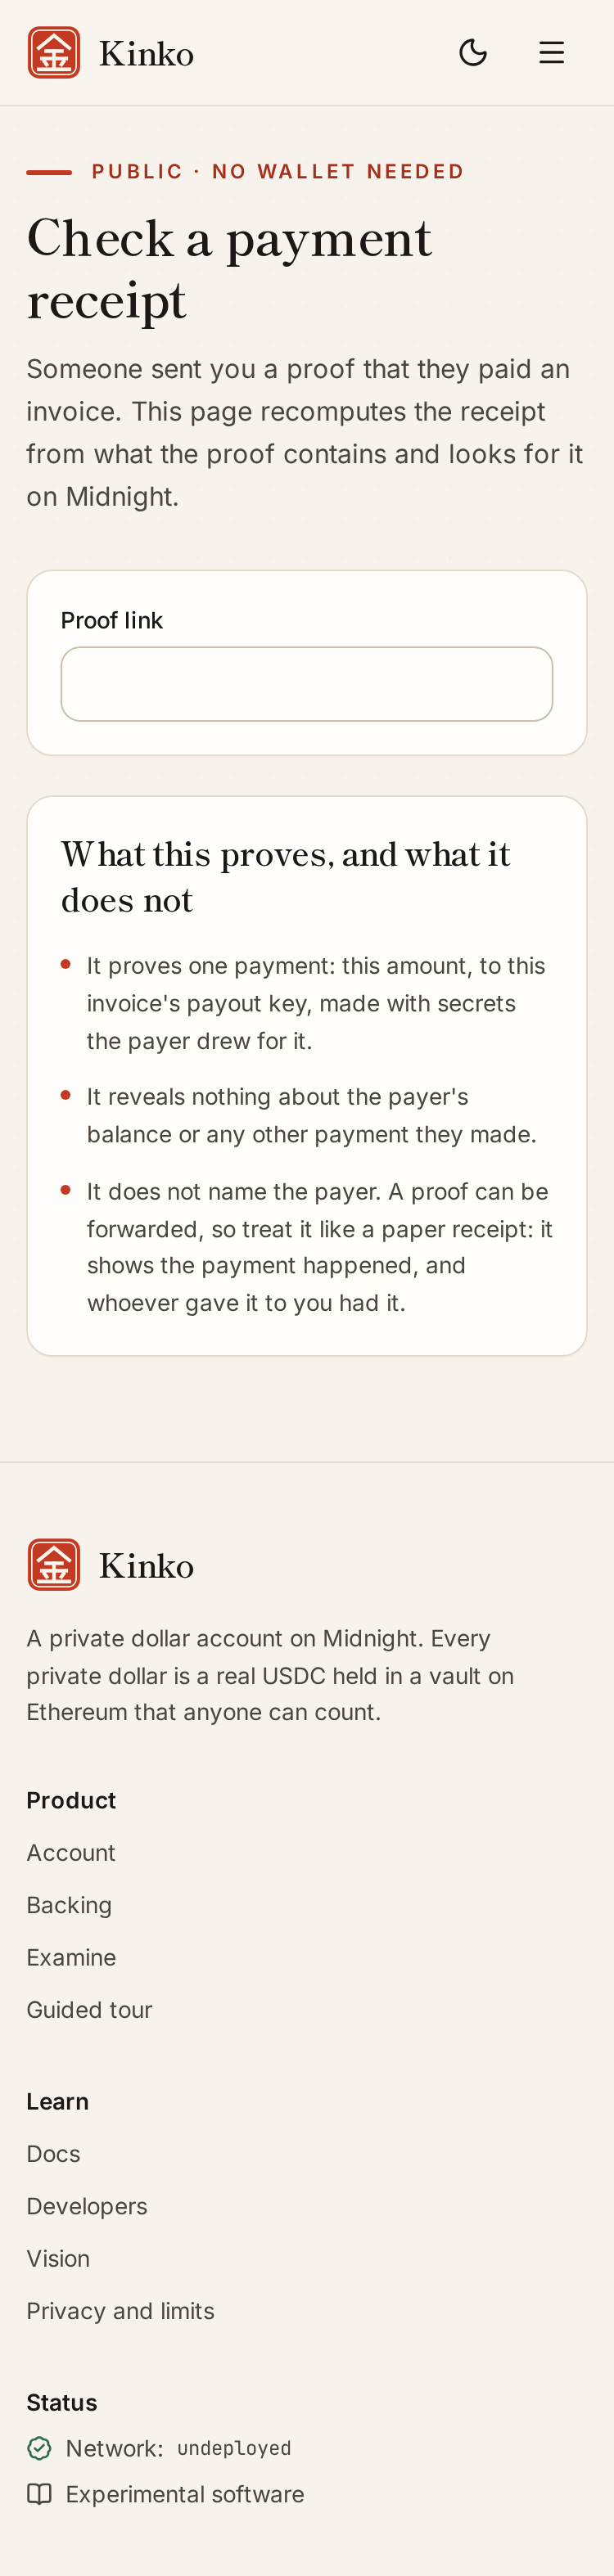 金 Kinko
PUBLIC · NO WALLET NEEDED
Check a payment
receipt
Someone sent you a proof that they paid an
invoice. This page recomputes the receipt
from what the proof contains and looks for it
on Midnight.
Proof link
What this proves, and what it
does not
It proves one payment: this amount, to this
invoice's payout key, made with secrets
the payer drew for it.
It reveals nothing about the payer's
balance or any other payment they made.
It does not name the payer. A proof can be
forwarded, so treat it like a paper receipt: it
shows the payment happened, and
whoever gave it to you had it.
金 Kinko
A private dollar account on Midnight. Every
private dollar is a real USDC held in a vault on
Ethereum that anyone can count.
Product
Account
Backing
Examine
Guided tour
Learn
Docs
Developers
Vision
Privacy and limits
Status
Network: undeployed
Experimental software